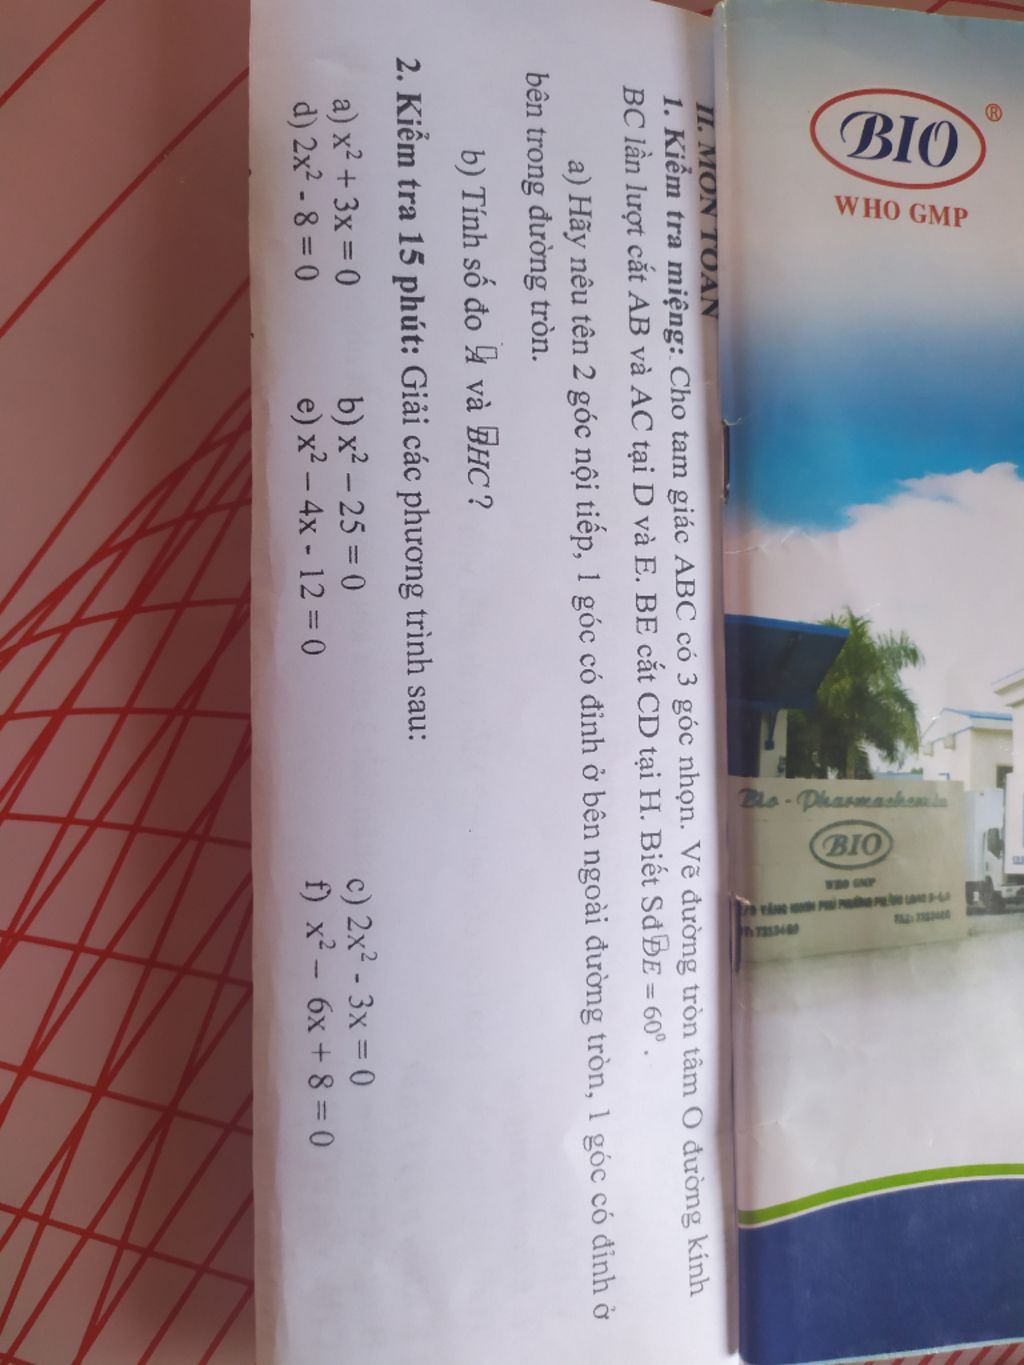 II. MÔN TOÁN
1. Kiểm tra miệng: Cho tam giác ABC có 3 góc nhọn. Vẽ đường tròn tâm O đường kính
BC lần lượt cắt AB và AC tại D và E. BE cắt CD tại H. Biết Sđ DE = 60⁰ .
a) Hãy nêu tên 2 góc nội tiếp, 1 góc có đỉnh ở bên ngoài đường tròn, 1 góc có đỉnh ở
bên trong đường tròn.
b) Tính số đo A và BHC ?
2. Kiểm tra 15 phút: Giải các phương trình sau:
a) x² + 3x = 0 b) x² – 25 = 0 c) 2x² - 3x = 0
d) 2x² - 8 = 0 e) x² – 4x - 12 = 0 f) x² – 6x + 8 = 0
BIO ®
WHO GMP
Bio - Pharmachemie
BIO
WHO GMP